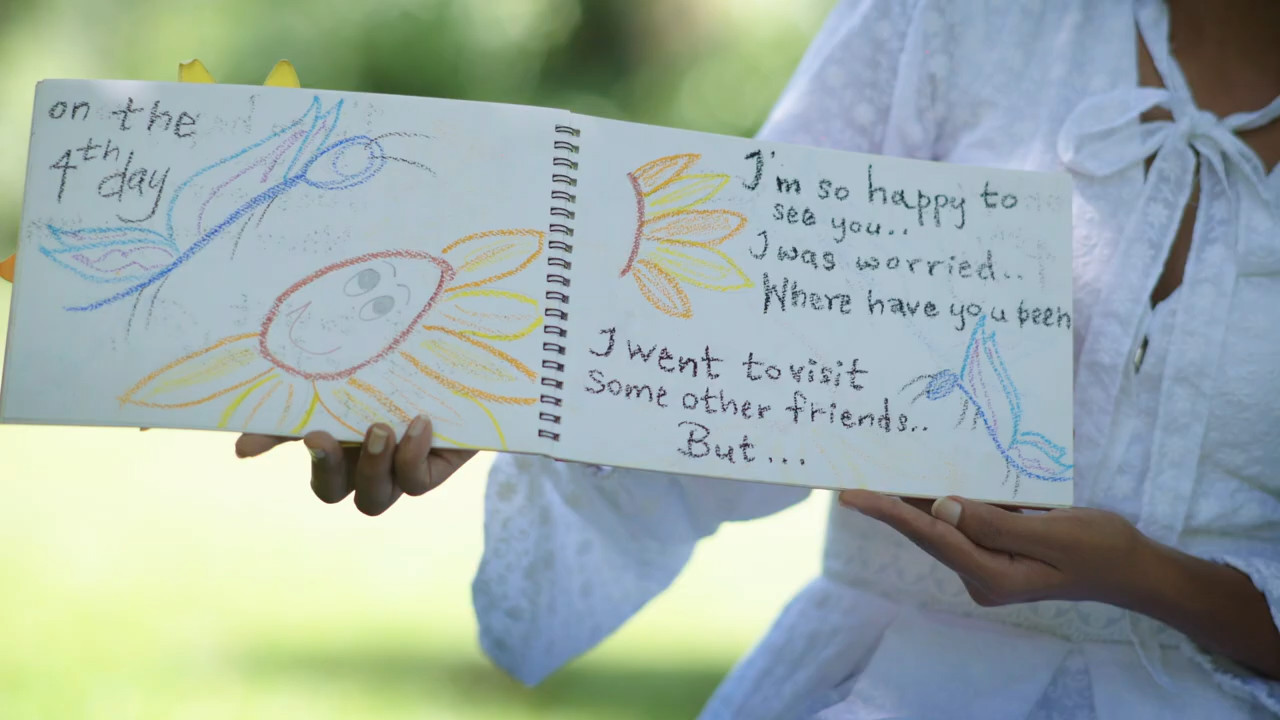 on the
4th day
I'm so happy to
see you..
I was worried..
Where have you been
I went to visit
some other friends..
But...